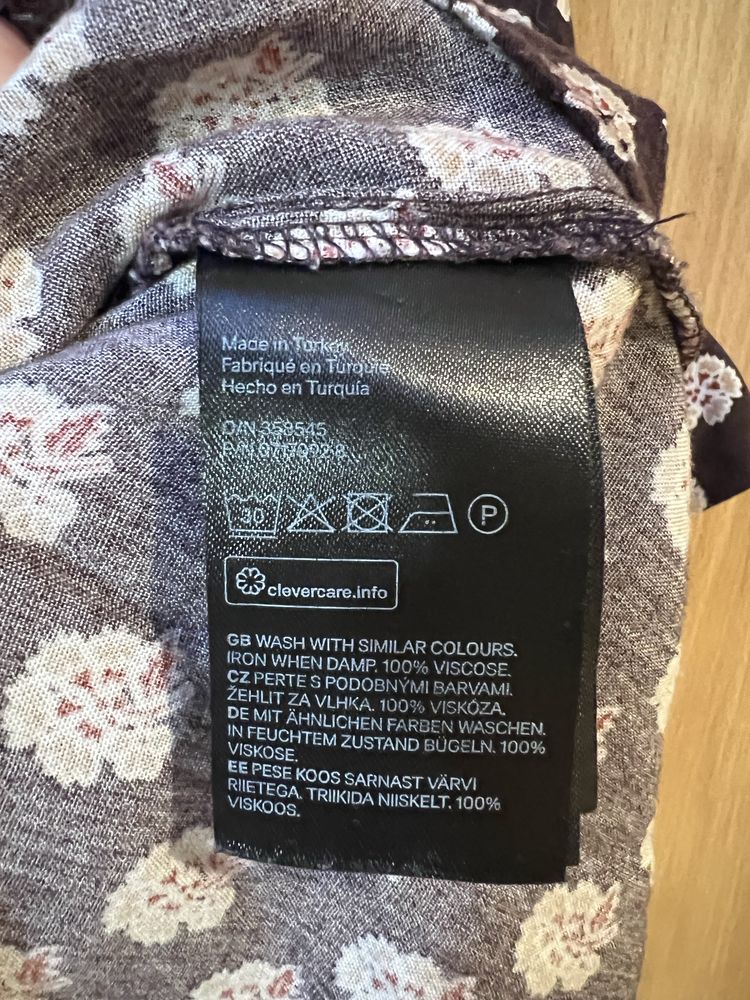 Made in Turkey
Fabriqué en Turquie
Hecho en Turquía
O/N 358545
30
P
clevercare.info
GB WASH WITH SIMILAR COLOURS.
IRON WHEN DAMP. 100% VISCOSE.
CZ PERTE S PODOBNÝMI BARVAMI.
ŽEHLIT ZA VLHKA. 100% VISKÓZA.
DE MIT ÄHNLICHEN FARBEN WASCHEN.
IN FEUCHTEM ZUSTAND BÜGELN. 100%
VISKOSE.
EE PESE KOOS SARNAST VÄRVI
RIIETEGA. TRIIKIDA NIISKELT. 100%
VISKOOS.